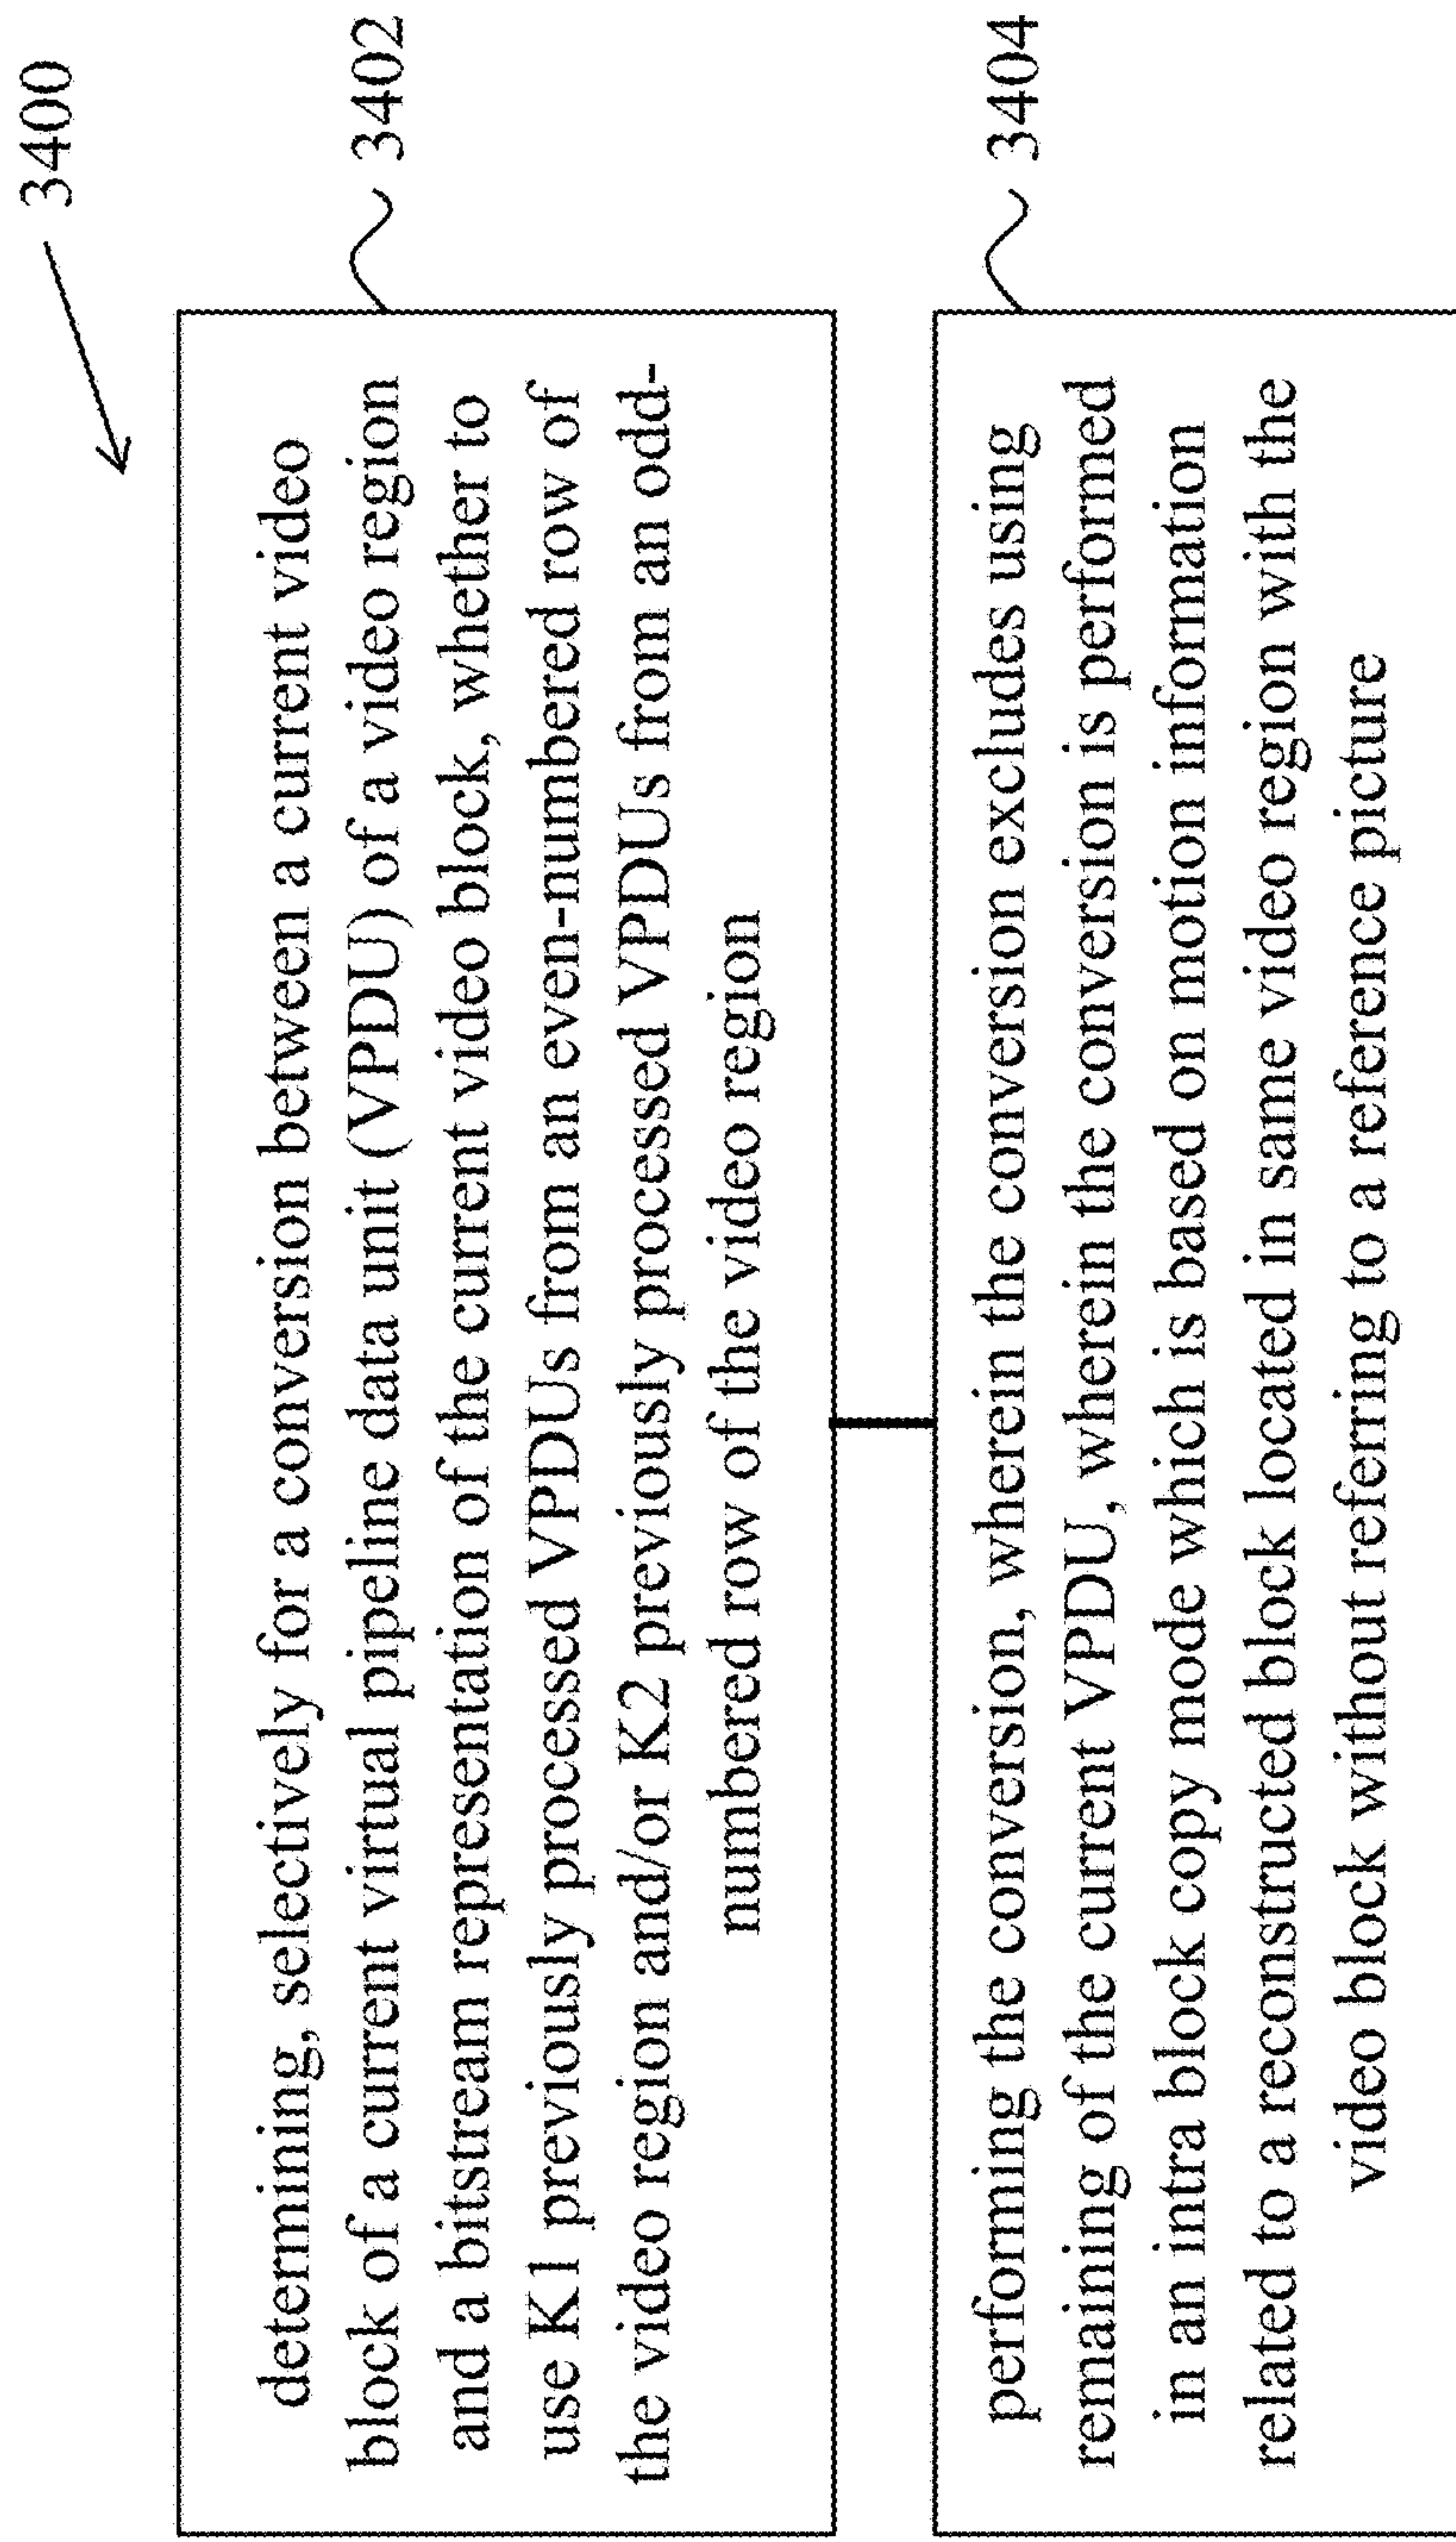 3400
determining, selectively for a conversion between a current video
block of a current virtual pipeline data unit (VPDU) of a video region
and a bitstream representation of the current video block, whether to
use K1 previously processed VPDUs from an even-numbered row of
the video region and/or K2 previously processed VPDUs from an odd-
numbered row of the video region
3402
performing the conversion, wherein the conversion excludes using
remaining of the current VPDU, wherein the conversion is performed
in an intra block copy mode which is based on motion information
related to a reconstructed block located in same video region with the
video block without referring to a reference picture
3404